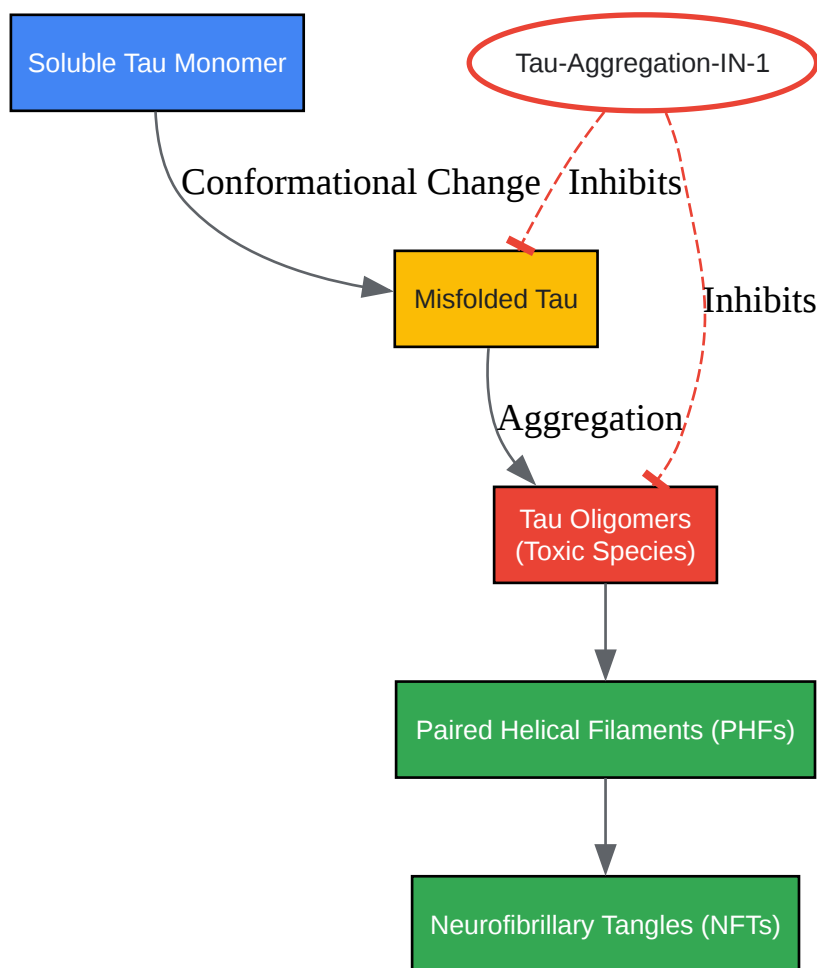 Soluble Tau Monomer
Tau-Aggregation-IN-1
Conformational Change
Inhibits
Misfolded Tau
Inhibits
Aggregation
Tau Oligomers
(Toxic Species)
Paired Helical Filaments (PHFs)
Neurofibrillary Tangles (NFTs)